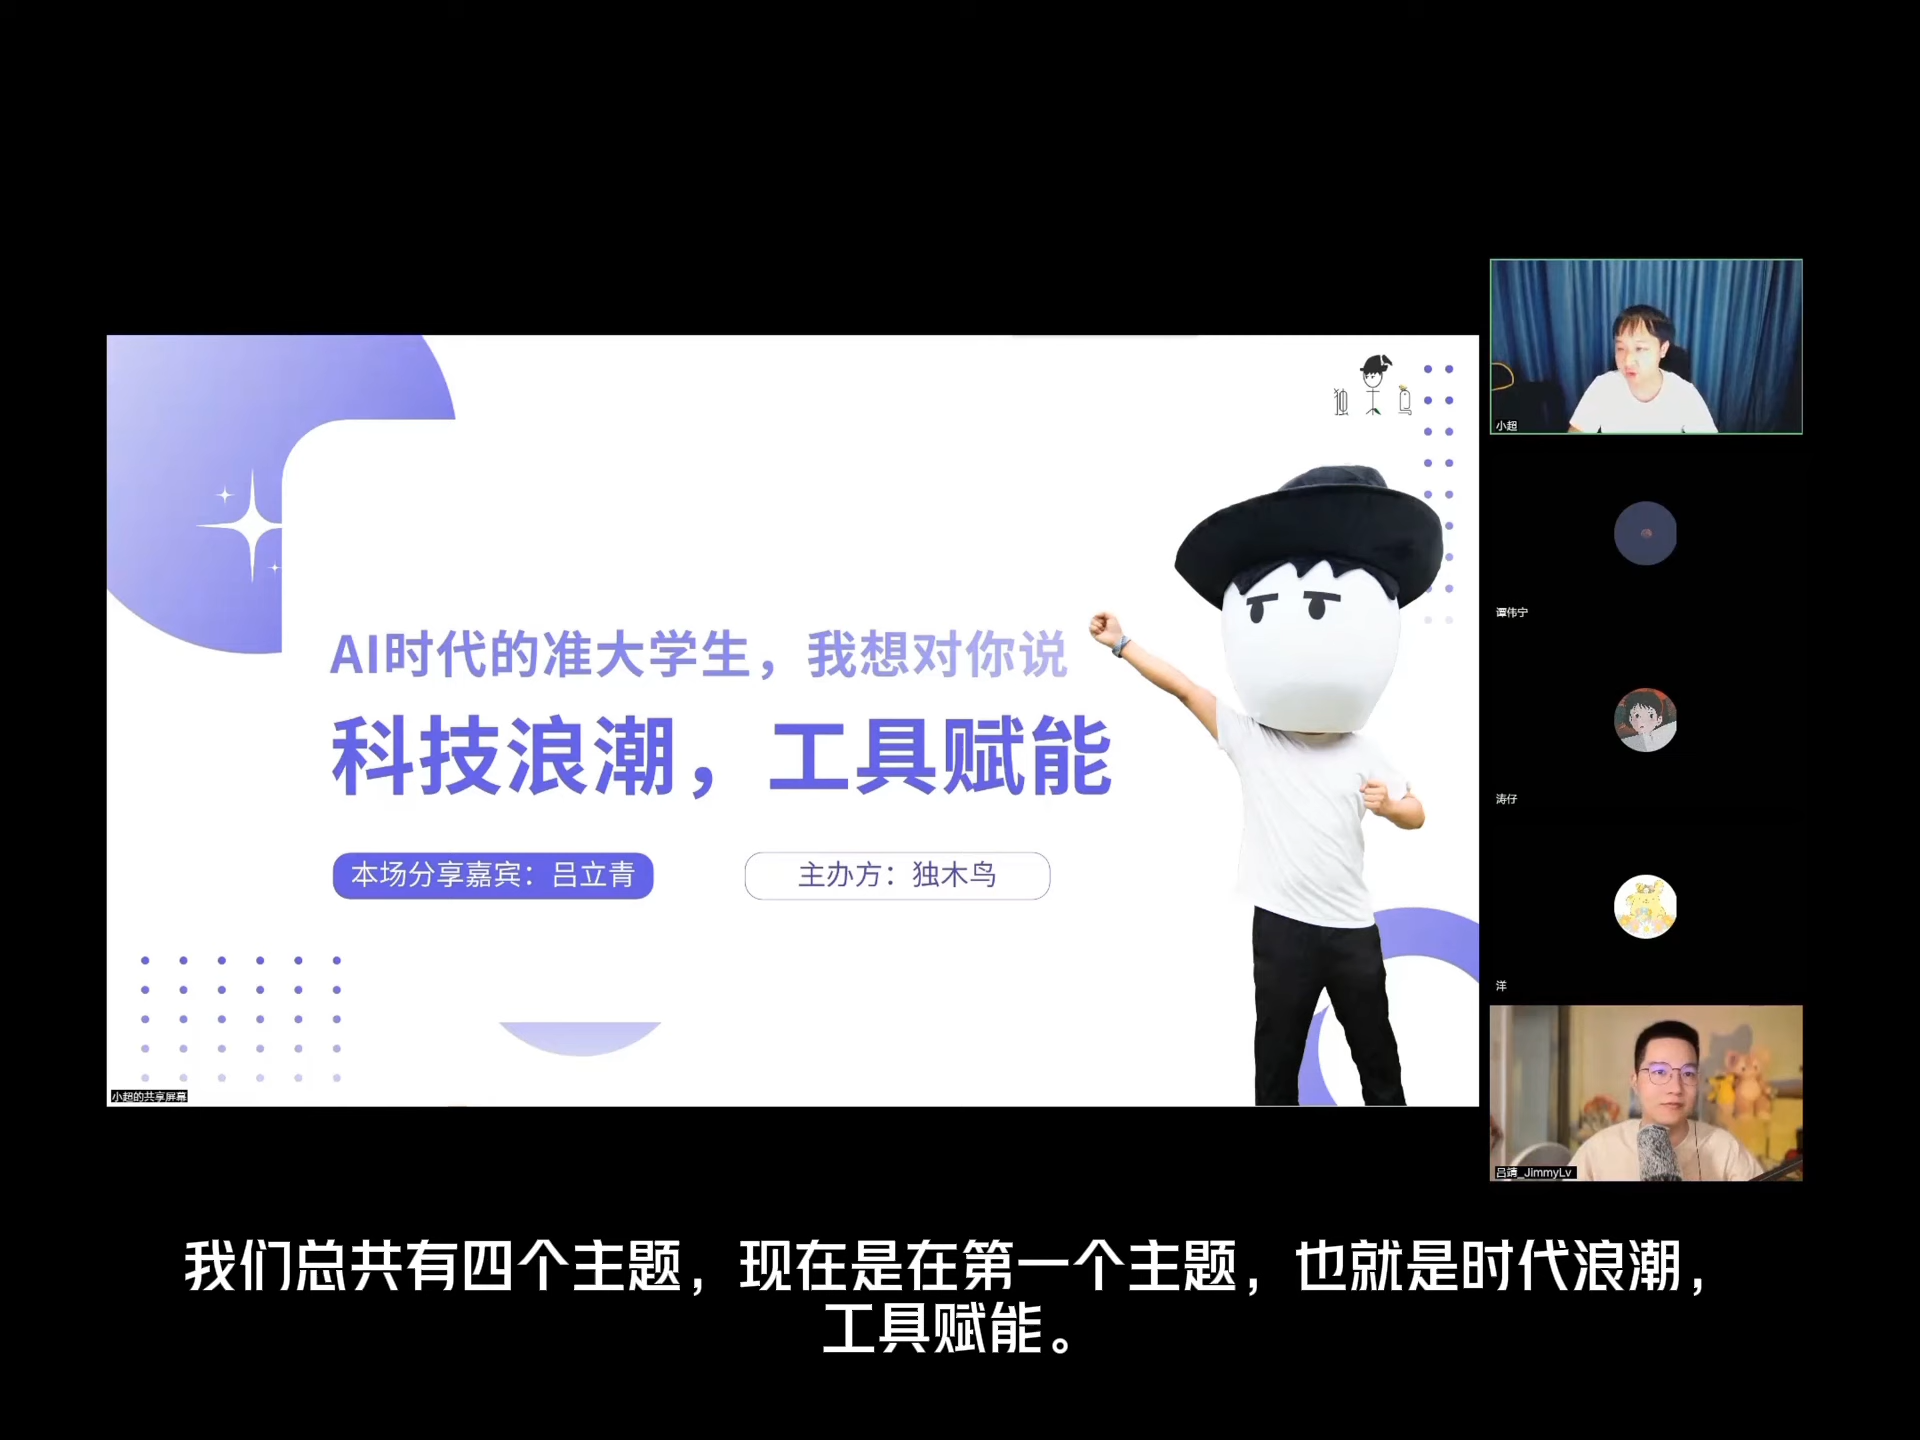 独木鸟
AI时代的准大学生，我想对你说
科技浪潮，工具赋能
本场分享嘉宾：吕立青
主办方：独木鸟
小超的共享屏幕
小超
谭伟宁
涛仔
洋
吕靖_JimmyLv
我们总共有四个主题，现在是在第一个主题，也就是时代浪潮，
工具赋能。